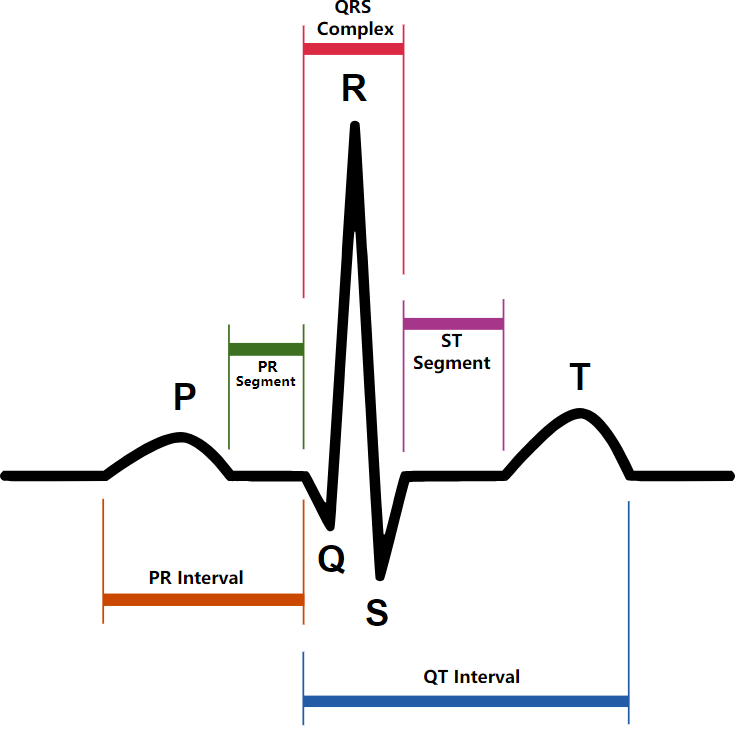 QRS
Complex
R
PR
Segment
ST
Segment
P
T
Q
PR Interval
S
QT Interval